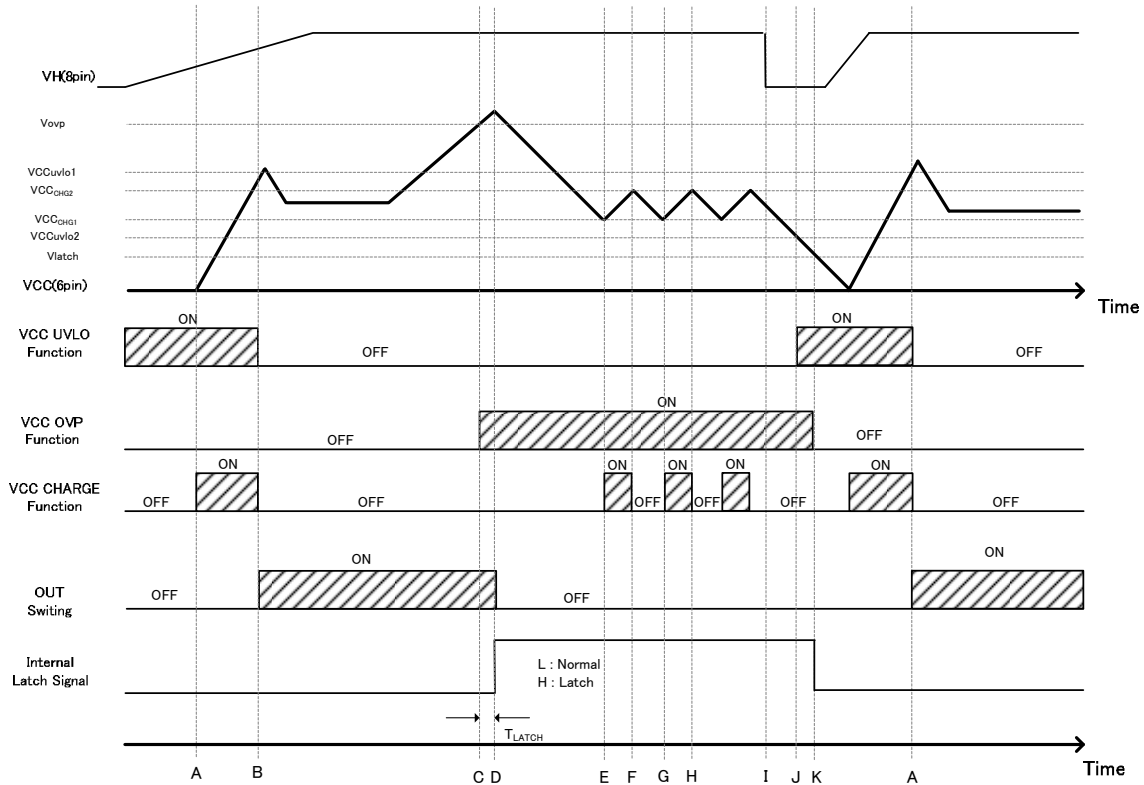 VH(8pin)
Vovp
VCCuvlo1
VCCCHG2
VCCCHG1
VCCuvlo2
Vlatch
VCC(6pin)
Time
VCC UVLO
Function
ON
OFF
ON
OFF
VCC OVP
Function
OFF
ON
OFF
VCC CHARGE
Function
OFF
ON
OFF
ON
OFF
ON
OFF
ON
OFF
ON
OFF
OUT
Switing
OFF
ON
OFF
ON
Internal
Latch Signal
L : Normal
H : Latch
TLATCH
Time
A B C D E F G H I J K A